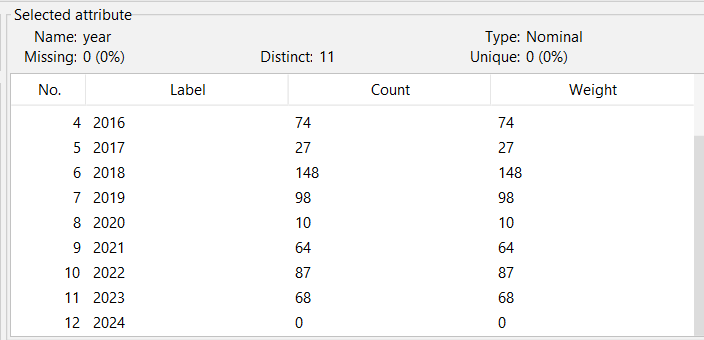 Selected attribute
Name: year Type: Nominal
Missing: 0 (0%) Distinct: 11 Unique: 0 (0%)
No. Label Count Weight
4 2016 74 74
5 2017 27 27
6 2018 148 148
7 2019 98 98
8 2020 10 10
9 2021 64 64
10 2022 87 87
11 2023 68 68
12 2024 0 0